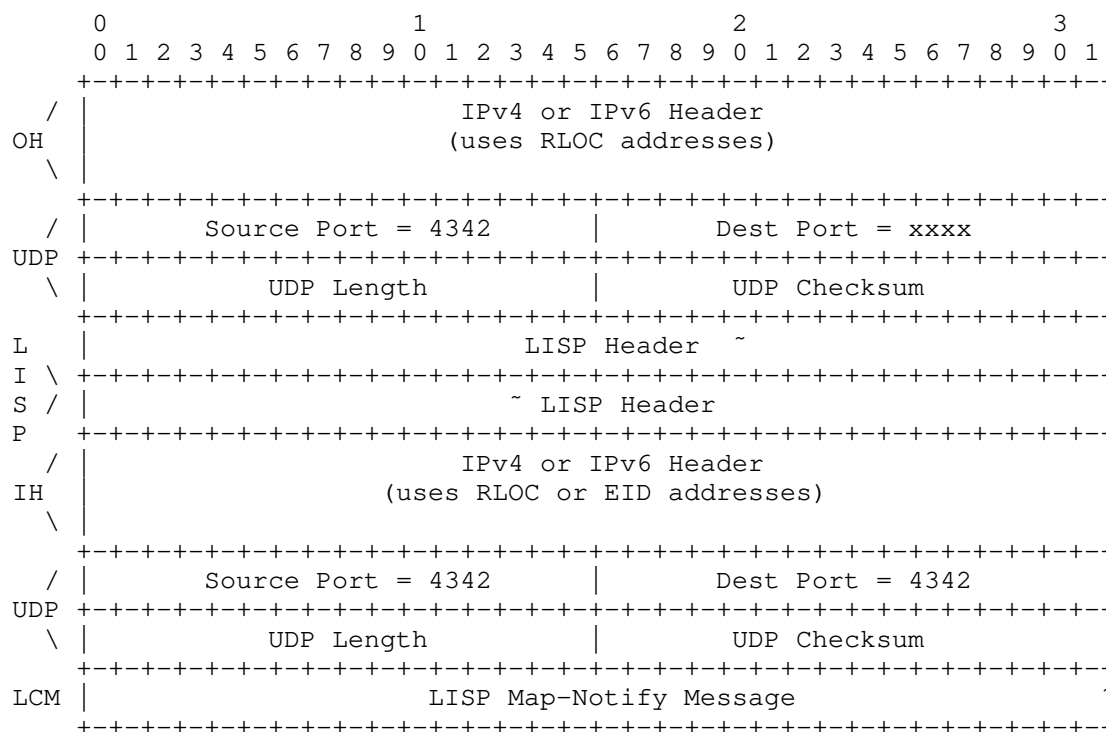 0                   1                   2                   3
 0 1 2 3 4 5 6 7 8 9 0 1 2 3 4 5 6 7 8 9 0 1 2 3 4 5 6 7 8 9 0 1
+-+-+-+-+-+-+-+-+-+-+-+-+-+-+-+-+-+-+-+-+-+-+-+-+-+-+-+-+-+-+-+--
/ | IPv4 or IPv6 Header
OH | (uses RLOC addresses)
\ |
+-+-+-+-+-+-+-+-+-+-+-+-+-+-+-+-+-+-+-+-+-+-+-+-+-+-+-+-+-+-+-+--
/ | Source Port = 4342 | Dest Port = xxxx
UDP +-+-+-+-+-+-+-+-+-+-+-+-+-+-+-+-+-+-+-+-+-+-+-+-+-+-+-+-+-+-+-+--
\ | UDP Length | UDP Checksum
+-+-+-+-+-+-+-+-+-+-+-+-+-+-+-+-+-+-+-+-+-+-+-+-+-+-+-+-+-+-+-+--
L | LISP Header ~
I \ +-+-+-+-+-+-+-+-+-+-+-+-+-+-+-+-+-+-+-+-+-+-+-+-+-+-+-+-+-+-+-+--
S / | ~ LISP Header
P +-+-+-+-+-+-+-+-+-+-+-+-+-+-+-+-+-+-+-+-+-+-+-+-+-+-+-+-+-+-+-+--
/ | IPv4 or IPv6 Header
IH | (uses RLOC or EID addresses)
\ |
+-+-+-+-+-+-+-+-+-+-+-+-+-+-+-+-+-+-+-+-+-+-+-+-+-+-+-+-+-+-+-+--
/ | Source Port = 4342 | Dest Port = 4342
UDP +-+-+-+-+-+-+-+-+-+-+-+-+-+-+-+-+-+-+-+-+-+-+-+-+-+-+-+-+-+-+-+--
\ | UDP Length | UDP Checksum
+-+-+-+-+-+-+-+-+-+-+-+-+-+-+-+-+-+-+-+-+-+-+-+-+-+-+-+-+-+-+-+--
LCM | LISP Map-Notify Message ~
+-+-+-+-+-+-+-+-+-+-+-+-+-+-+-+-+-+-+-+-+-+-+-+-+-+-+-+-+-+-+-+--